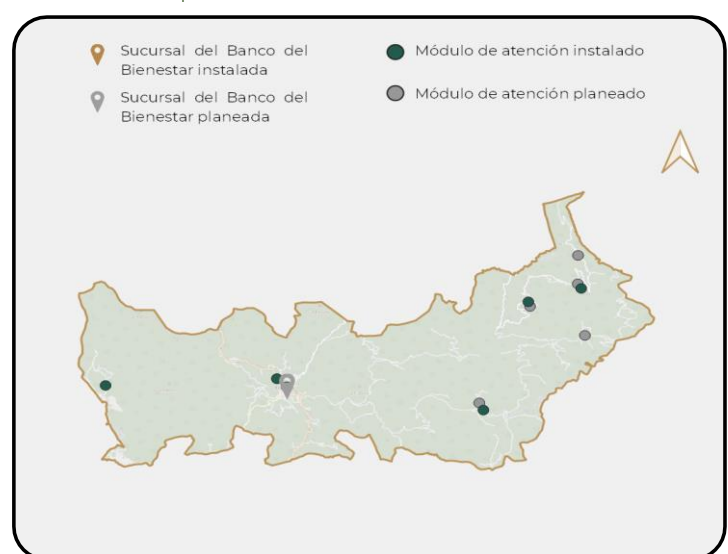 Sucursal del Banco del
Bienestar instalada
Sucursal del Banco del
Bienestar planeada
Módulo de atención instalado
Módulo de atención planeado